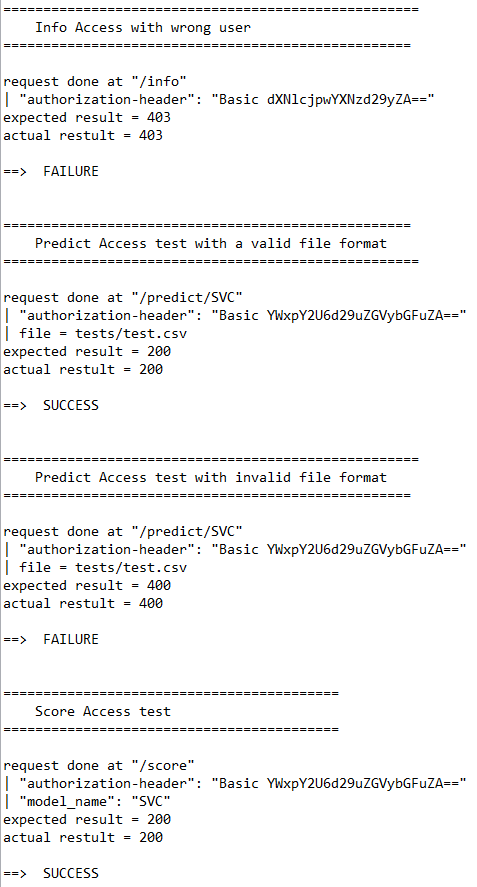 ====================================================
    Info Access with wrong user
===================================================
request done at "/info"
| "authorization-header": "Basic dXNlcjpwYXNzd29yZA=="
expected result = 403
actual restult = 403
==>  FAILURE
===================================================
    Predict Access test with a valid file format
====================================================
request done at "/predict/SVC"
| "authorization-header": "Basic YWxpY2U6d29uZGVybGFuZA=="
| file = tests/test.csv
expected result = 200
actual restult = 200
==>  SUCCESS
====================================================
    Predict Access test with invalid file format
===================================================
request done at "/predict/SVC"
| "authorization-header": "Basic YWxpY2U6d29uZGVybGFuZA=="
| file = tests/test.csv
expected result = 400
actual restult = 400
==>  FAILURE
==========================================
    Score Access test
==========================================
request done at "/score"
| "authorization-header": "Basic YWxpY2U6d29uZGVybGFuZA=="
| "model_name": "SVC"
expected result = 200
actual restult = 200
==>  SUCCESS